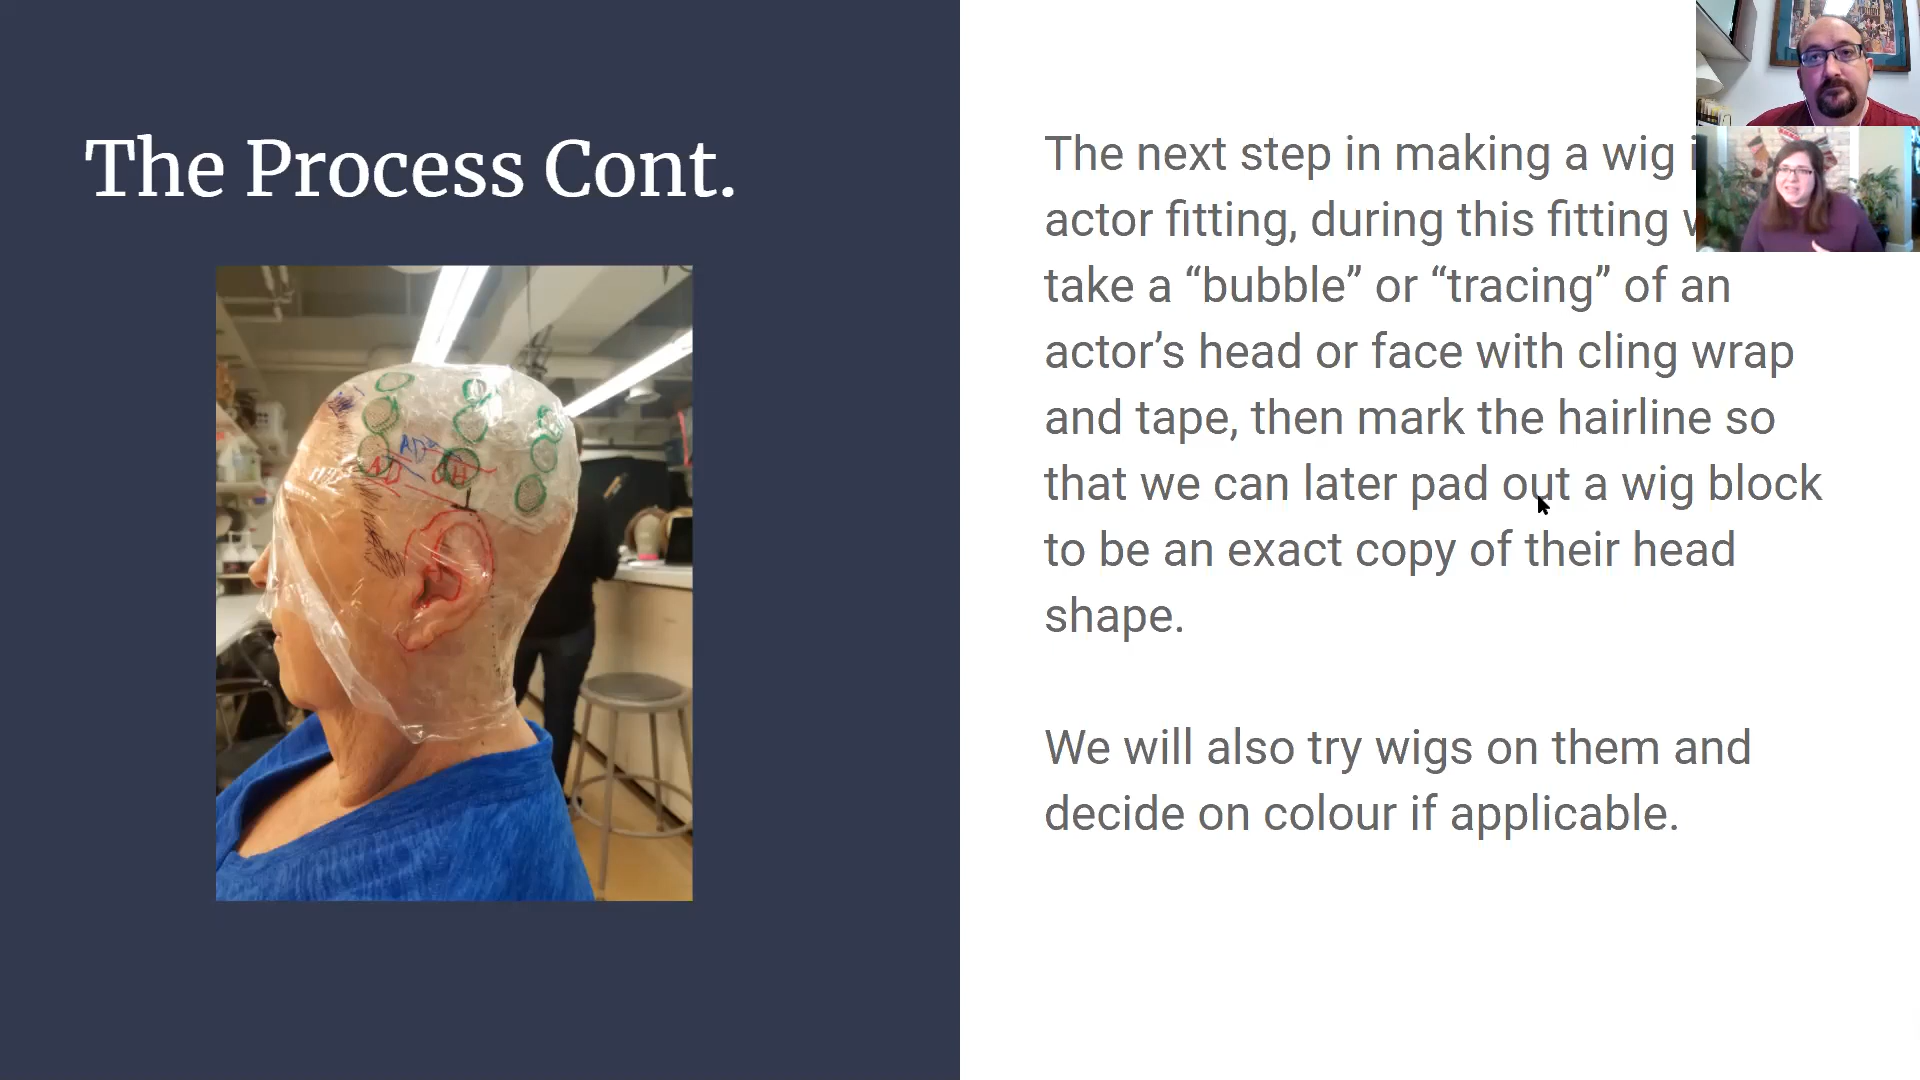 The Process Cont.
The next step in making a wig
actor fitting, during this fitting
take a “bubble” or “tracing” of an
actor’s head or face with cling wrap
and tape, then mark the hairline so
that we can later pad out a wig block
to be an exact copy of their head
shape.
We will also try wigs on them and
decide on colour if applicable.